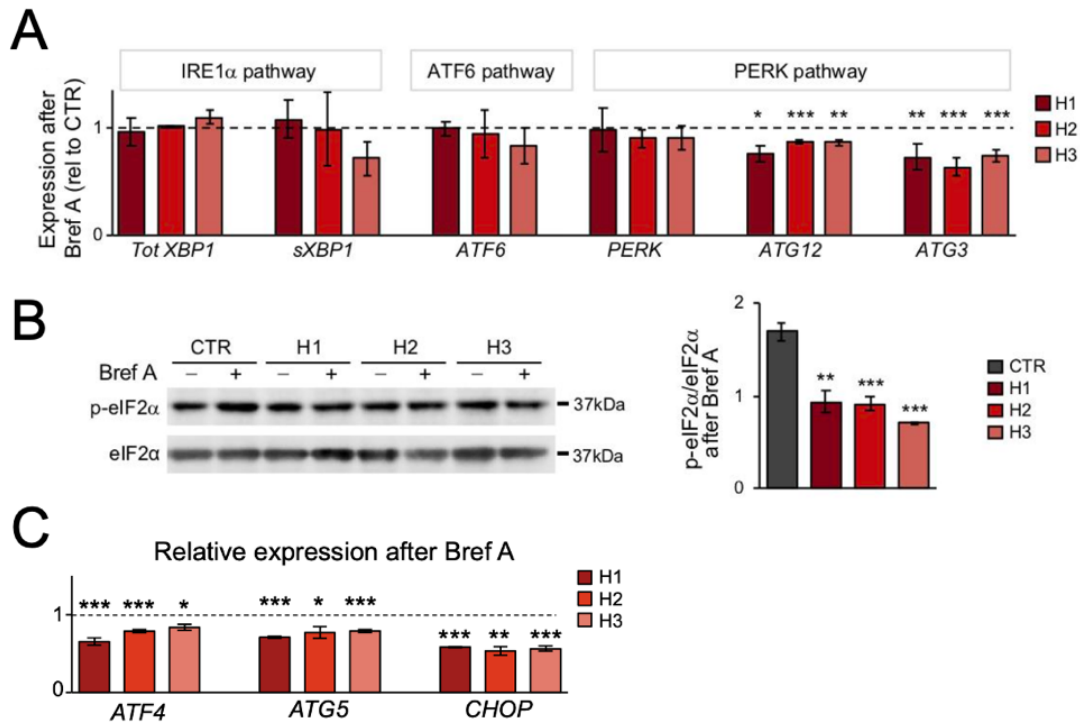 A
IRE1α pathway
ATF6 pathway
PERK pathway
Expression after
Bref A (rel to CTR)
1
0
* *** ** ** *** ***
H1
H2
H3
Tot XBP1 sXBP1 ATF6 PERK ATG12 ATG3
B
CTR H1 H2 H3
Bref A − + − + − + − +
p-eIF2α
37kDa
eIF2α
37kDa
p-eIF2α/eIF2α
after Bref A
2
1
0
** *** ***
CTR
H1
H2
H3
C
Relative expression after Bref A
1
0
*** *** * *** * *** *** ** ***
H1
H2
H3
ATF4 ATG5 CHOP